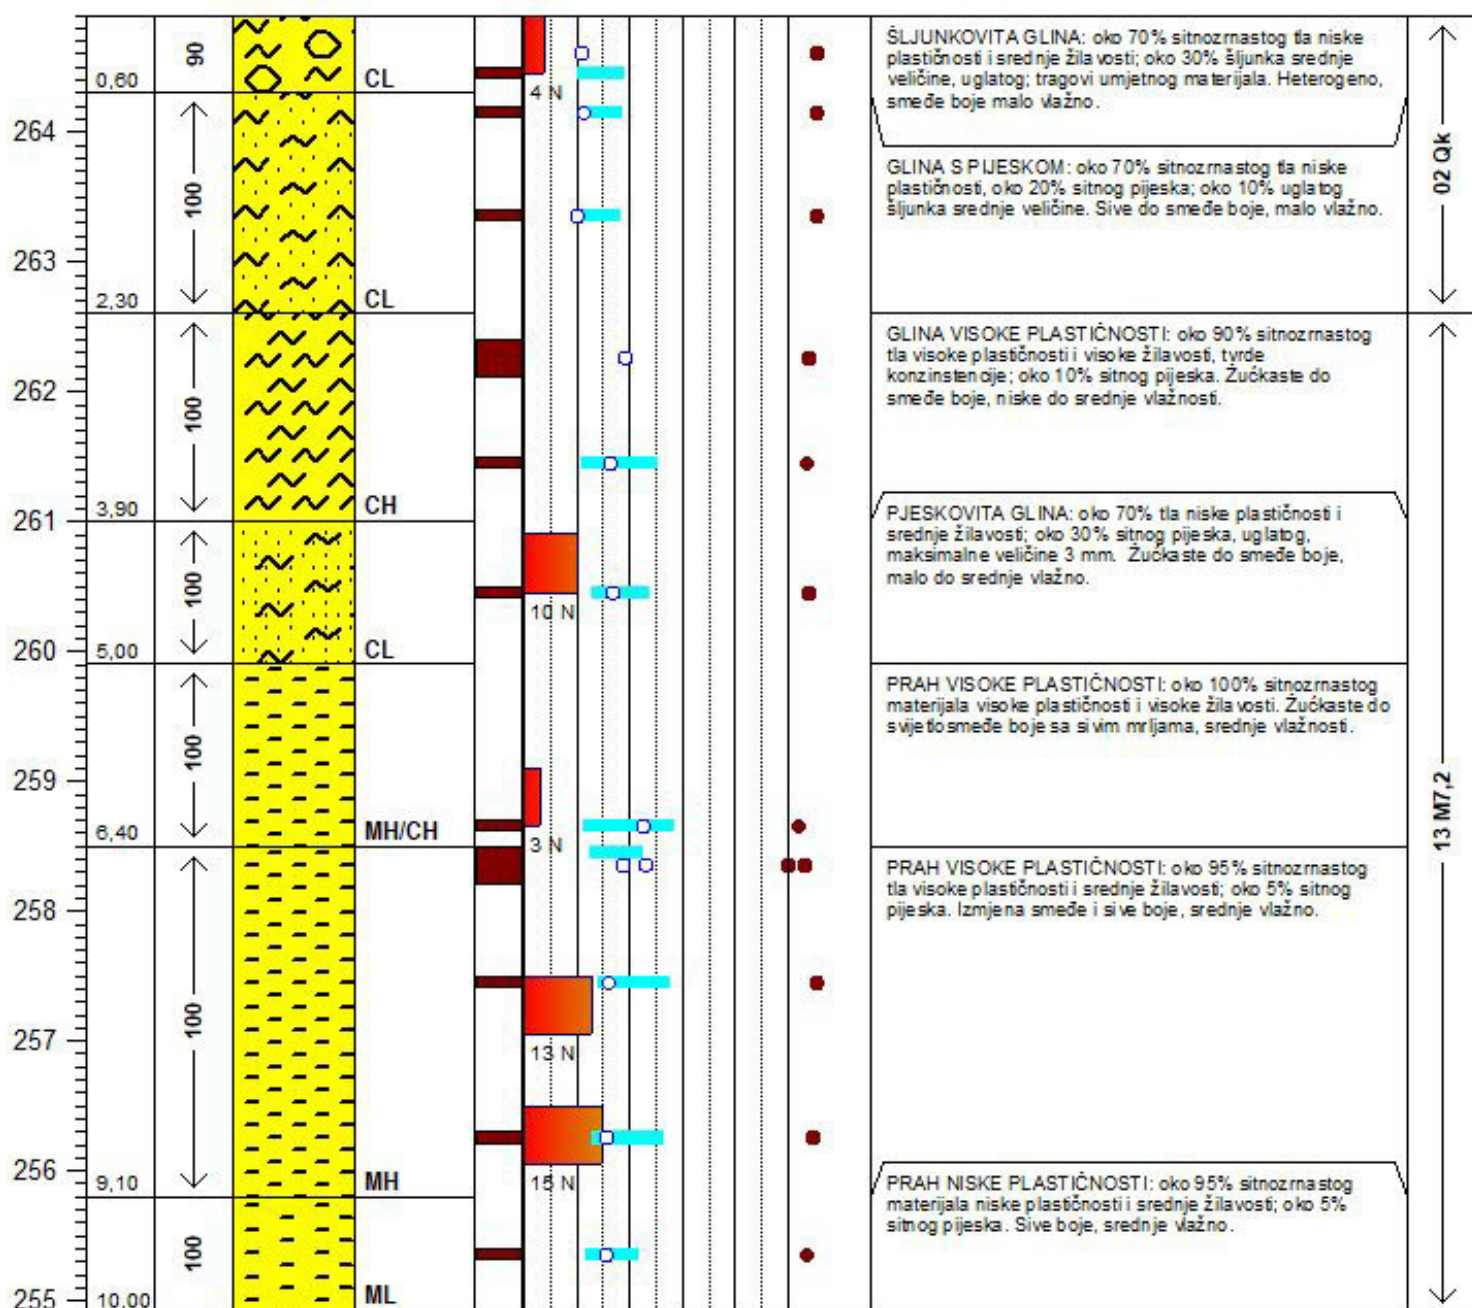 90
ŠLJUNKOVITA GLINA: oko 70% sitnozrnastog tla niske
plastičnosti i srednje žilavosti; oko 30% šljunka srednje
veličine, uglatog; tragovi umjetnog materijala. Heterogeno,
smeđe boje malo vlažno.
0,60
CL
4 N
264
100
GLINA S PIJESKOM: oko 70% sitnozrnastog tla niske
plastičnosti, oko 20% sitnog pijeska; oko 10% uglatog
šljunka srednje veličine. Sive do smeđe boje, malo vlažno.
02 Qk
263
2,30
CL
GLINA VISOKE PLASTIČNOSTI: oko 90% sitnozrnastog
tla visoke plastičnosti i visoke žilavosti, tvrde
konzinstencije; oko 10% sitnog pijeska. Žućkaste do
smeđe boje, niske do srednje vlažnosti.
262
100
3,90
CH
261
PJESKOVITA GLINA: oko 70% tla niske plastičnosti i
srednje žilavosti; oko 30% sitnog pijeska, uglatog,
maksimalne veličine 3 mm. Žućkaste do smeđe boje,
malo do srednje vlažno.
100
10 N
260
5,00
CL
PRAH VISOKE PLASTIČNOSTI: oko 100% sitnozrnastog
materijala visoke plastičnosti i visoke žilavosti. Žućkaste do
svijetlosmeđe boje sa sivim mrljama, srednje vlažnosti.
100
259
6,40
MH/CH
3 N
13 M7,2
PRAH VISOKE PLASTIČNOSTI: oko 95% sitnozrnastog
tla visoke plastičnosti i srednje žilavosti; oko 5% sitnog
pijeska. Izmjena smeđe i sive boje, srednje vlažno.
258
100
257
13 N
256
9,10
MH
15 N
PRAH NISKE PLASTIČNOSTI: oko 95% sitnozrnastog
materijala niske plastičnosti i srednje žilavosti; oko 5%
sitnog pijeska. Sive boje, srednje vlažno.
100
255
10,00
ML